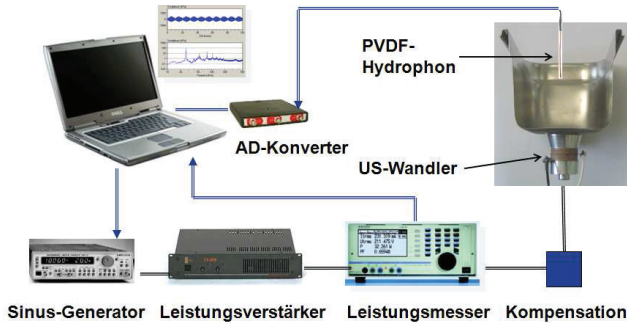 PVDF-
Hydrophon
AD-Konverter
US-Wandler
Sinus-Generator
Leistungsverstärker
Leistungsmesser
Kompensation